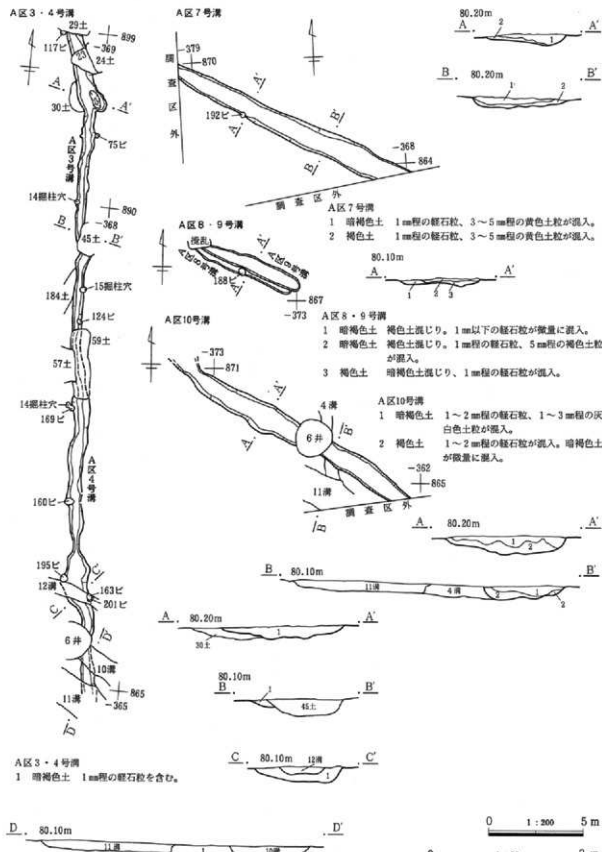 A区3・4号溝
29土
899
117ピ
-369
23
24土
A
A'
30土
75ピ
A区3号溝
14掘柱穴
890
-368
B
B'
45土
184土
15掘柱穴
124ピ
59土
57土
14掘柱穴
169ピ
A区4号溝
160ピ
195ピ
12溝
C
C'
163ピ
201ピ
6井
B'
10溝
11溝
865
-365
D
A区3・4号溝
1 暗褐色土 1㎜程の軽石粒を含む。
A区7号溝
-379
870
調査区外
192ピ
A
A'
B
B'
-368
864
調査区外
80.20m
A A'
2 1
B 80.20m B'
1 2
A区7号溝
1 暗褐色土 1㎜程の軽石粒、3～5㎜程の黄色土粒が混入。
2 褐色土 1㎜程の軽石粒、3～5㎜程の黄色土粒が混入。
A区8・9号溝
攪乱
A区8号溝
A区9号溝
A
A'
188ピ
867
-373
80.10m
A A'
1 2 3
A区8・9号溝
1 暗褐色土 褐色土混じり。1㎜以下の軽石粒が微量に混入。
2 暗褐色土 褐色土混じり。1㎜程の軽石粒、5㎜程の褐色土粒
が混入。
3 褐色土 暗褐色土混じり、1㎜程の軽石粒が混入。
A区10号溝
-373
871
A
A'
4溝
B'
6井
11溝
B
-362
865
調査区外
A区10号溝
1 暗褐色土 1～2㎜程の軽石粒、1～3㎜程の灰
白色土粒が混入。
2 褐色土 1～2㎜程の軽石粒が混入。暗褐色土
が微量に混入。
A 80.20m A'
1
2
B 80.10m B'
11溝 4溝 2 1 2
A 80.20m A'
30土 1
80.10m
B B'
1 45土
C 80.10m C'
12溝
1
D 80.10m D'
11溝 1 10溝
0 1:200 5m